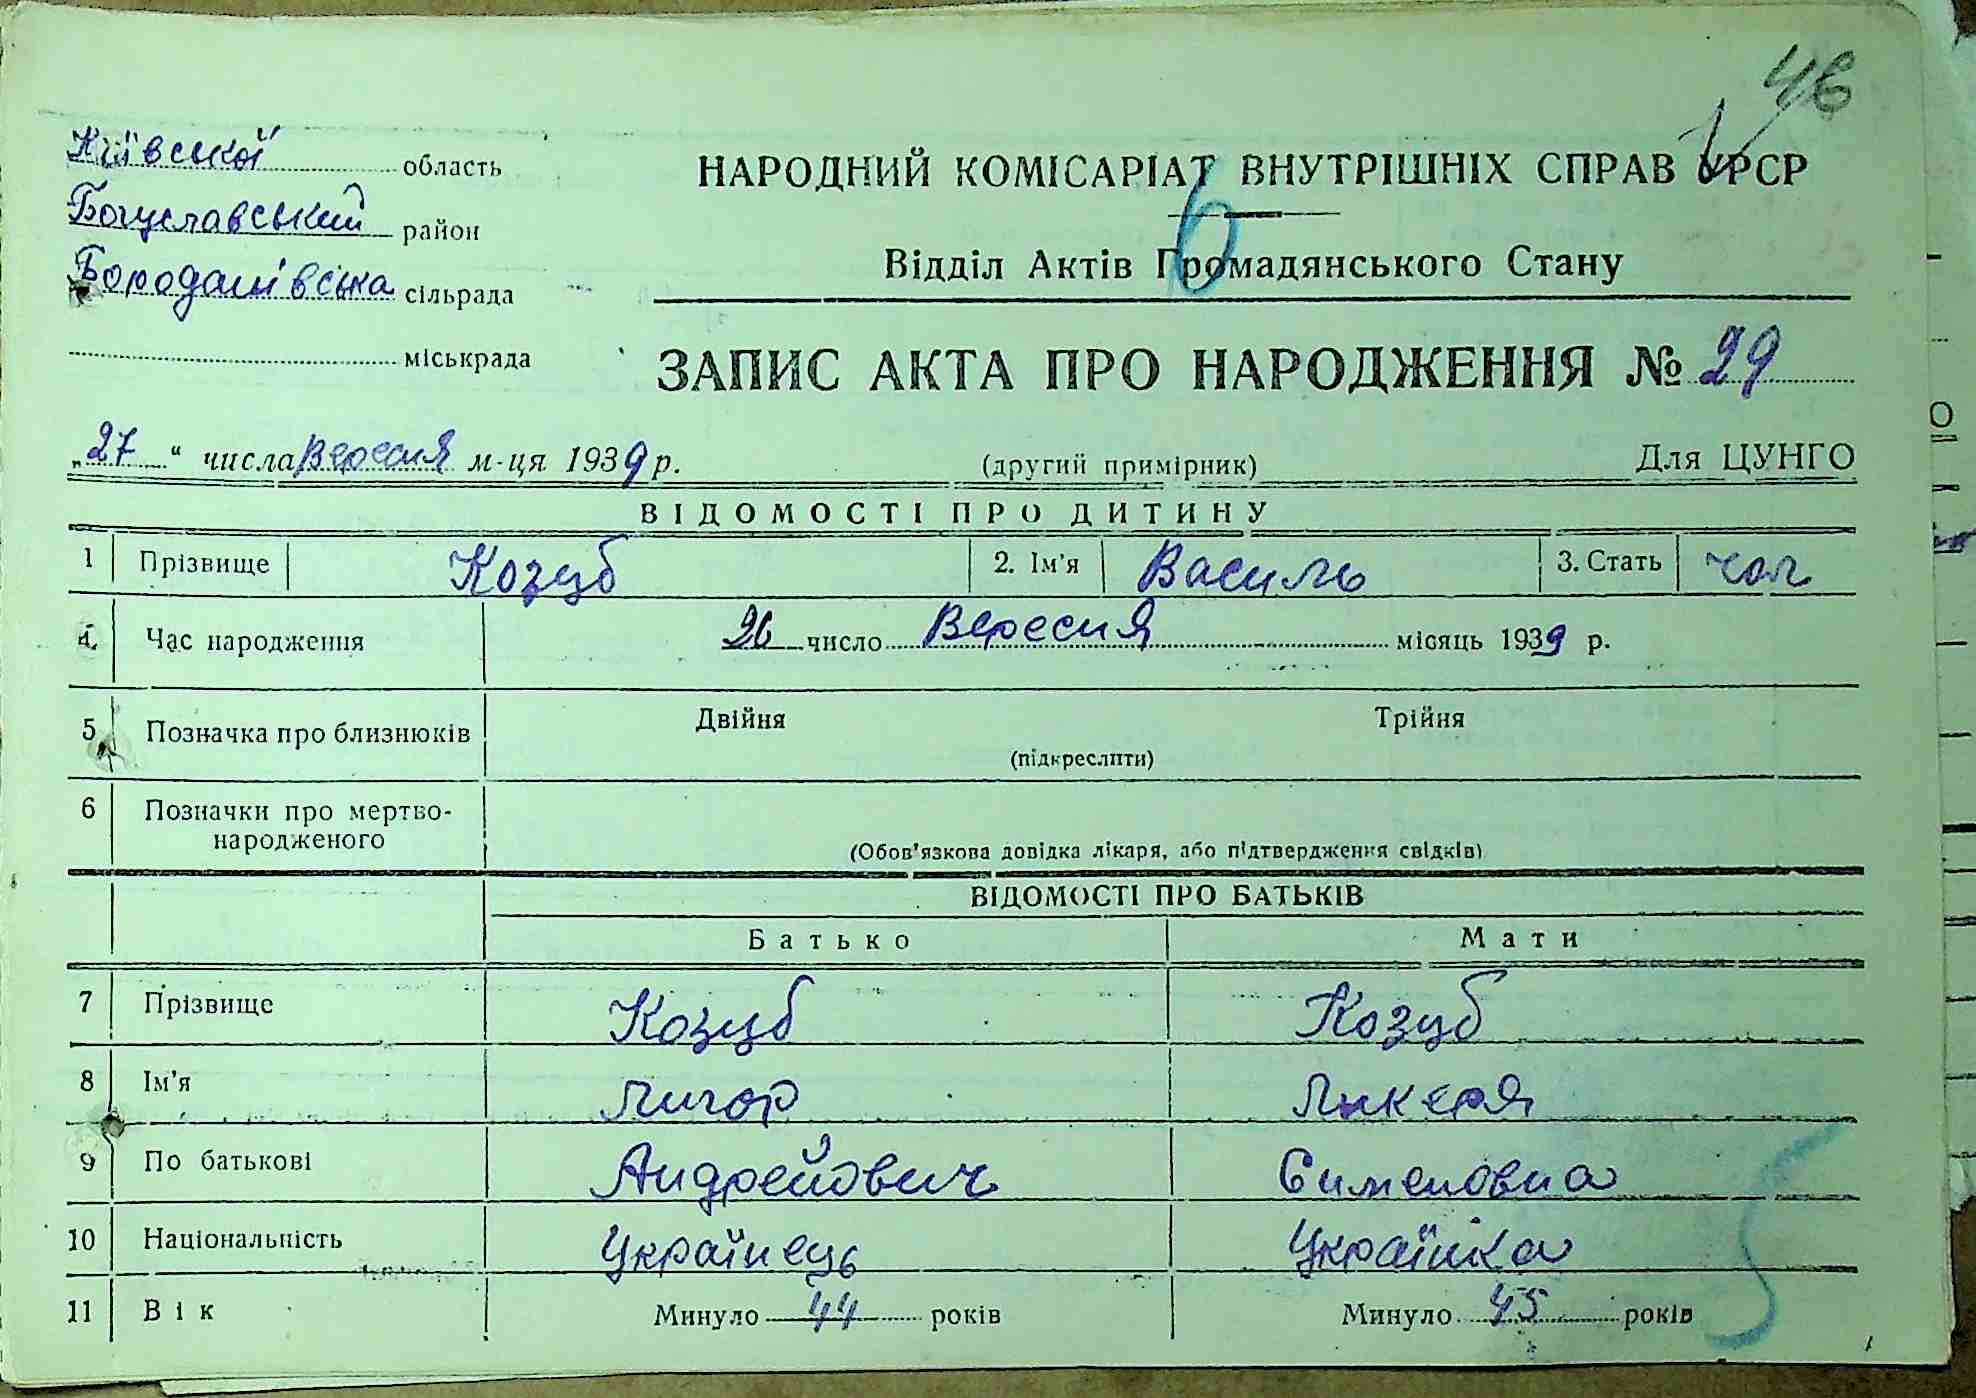 46
Київської область
Богуславський район
Бородавківська сільрада
міськрада
НАРОДНИЙ КОМІСАРІАТ ВНУТРІШНІХ СПРАВ УРСР
6
Відділ Актів Громадянського Стану
ЗАПИС АКТА ПРО НАРОДЖЕННЯ № 29
„27“ числа Вересня м-ця 1939 р. (другий примірник) Для ЦУНГО
ВІДОМОСТІ ПРО ДИТИНУ
1 Прізвище Козуб 2. Ім'я Василь 3. Стать чол
4. Час народження 26 число Вересня місяць 1939 р.
5 Позначка про близнюків Двійня Трійня
(підкреслити)
6 Позначки про мертво-
народженого
(Обов'язкова довідка лікаря, або підтвердження свідків)
ВІДОМОСТІ ПРО БАТЬКІВ
Батько Мати
7 Прізвище Козуб Козуб
8 Ім'я Лигор Ликеря
9 По батькові Андрейович Сименовна
10 Національність Українець Українка
11 Вік Минуло 44 років Минуло 45 років